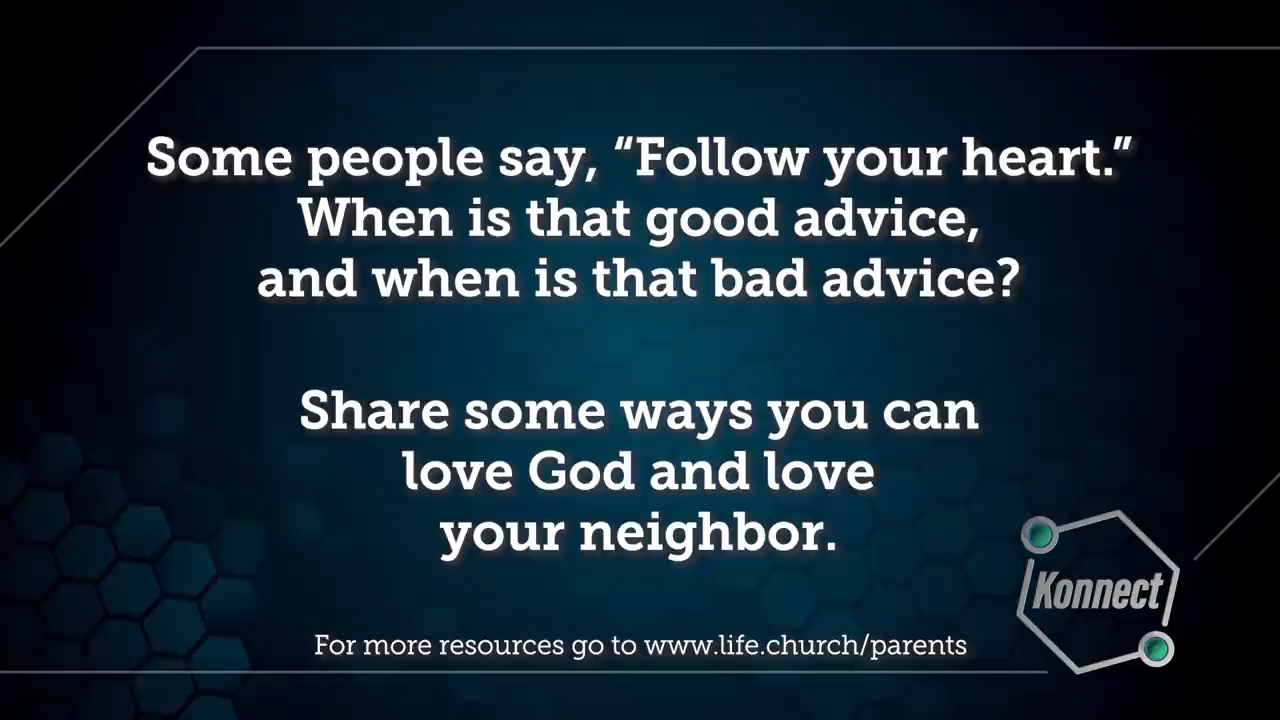 Some people say, “Follow your heart.”
When is that good advice,
and when is that bad advice?
Share some ways you can
love God and love
your neighbor.
Konnect
For more resources go to www.life.church/parents